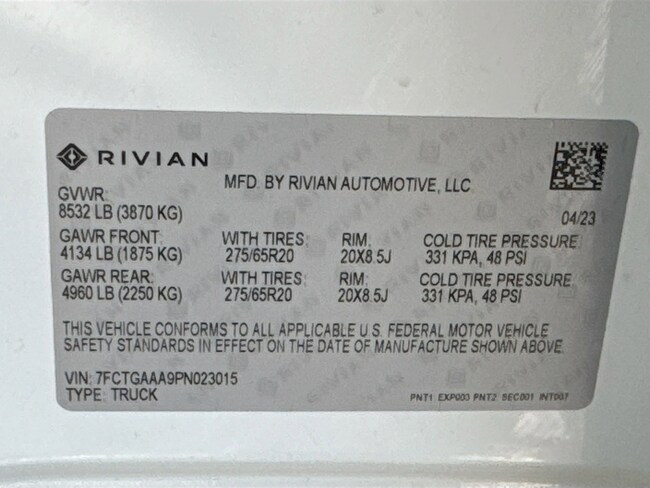 RIVIAN
MFD. BY RIVIAN AUTOMOTIVE, LLC
GVWR:
8532 LB (3870 KG)
04/23
GAWR FRONT: WITH TIRES: RIM: COLD TIRE PRESSURE:
4134 LB (1875 KG) 275/65R20 20X8.5J 331 KPA, 48 PSI
GAWR REAR: WITH TIRES: RIM: COLD TIRE PRESSURE:
4960 LB (2250 KG) 275/65R20 20X8.5J 331 KPA, 48 PSI
THIS VEHICLE CONFORMS TO ALL APPLICABLE U.S. FEDERAL MOTOR VEHICLE
SAFETY STANDARDS IN EFFECT ON THE DATE OF MANUFACTURE SHOWN ABOVE.
VIN: 7FCTGAAA9PN023015
TYPE: TRUCK
PNT1 EXP003 PNT2 SEC001 INT007